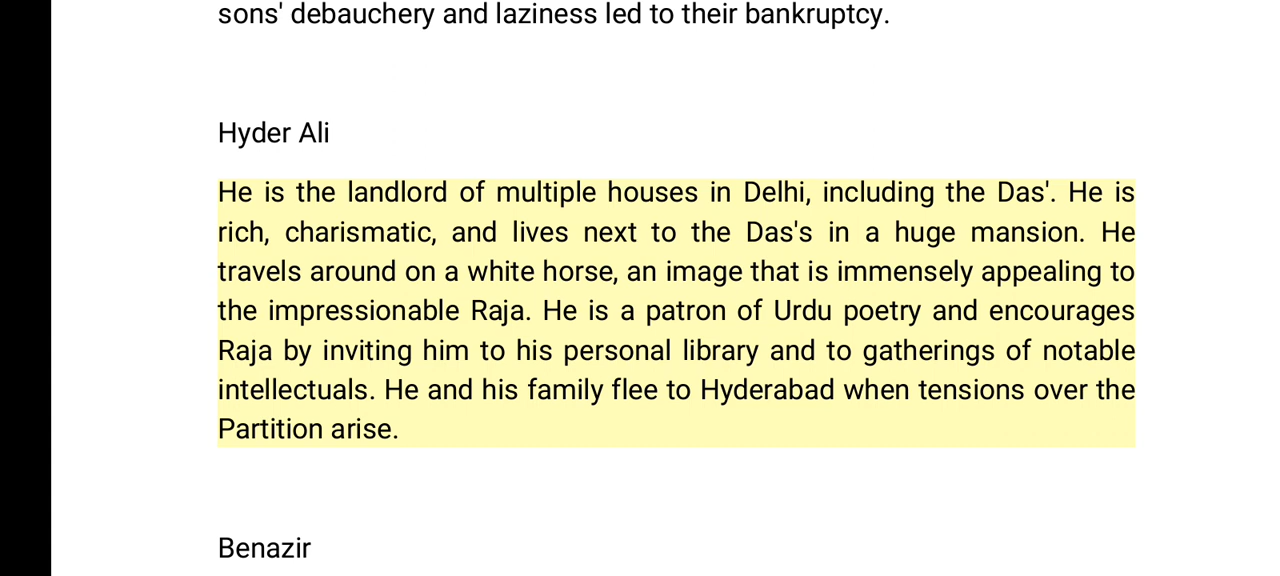 sons' debauchery and laziness led to their bankruptcy.
Hyder Ali
He is the landlord of multiple houses in Delhi, including the Das'. He is
rich, charismatic, and lives next to the Das's in a huge mansion. He
travels around on a white horse, an image that is immensely appealing to
the impressionable Raja. He is a patron of Urdu poetry and encourages
Raja by inviting him to his personal library and to gatherings of notable
intellectuals. He and his family flee to Hyderabad when tensions over the
Partition arise.
Benazir